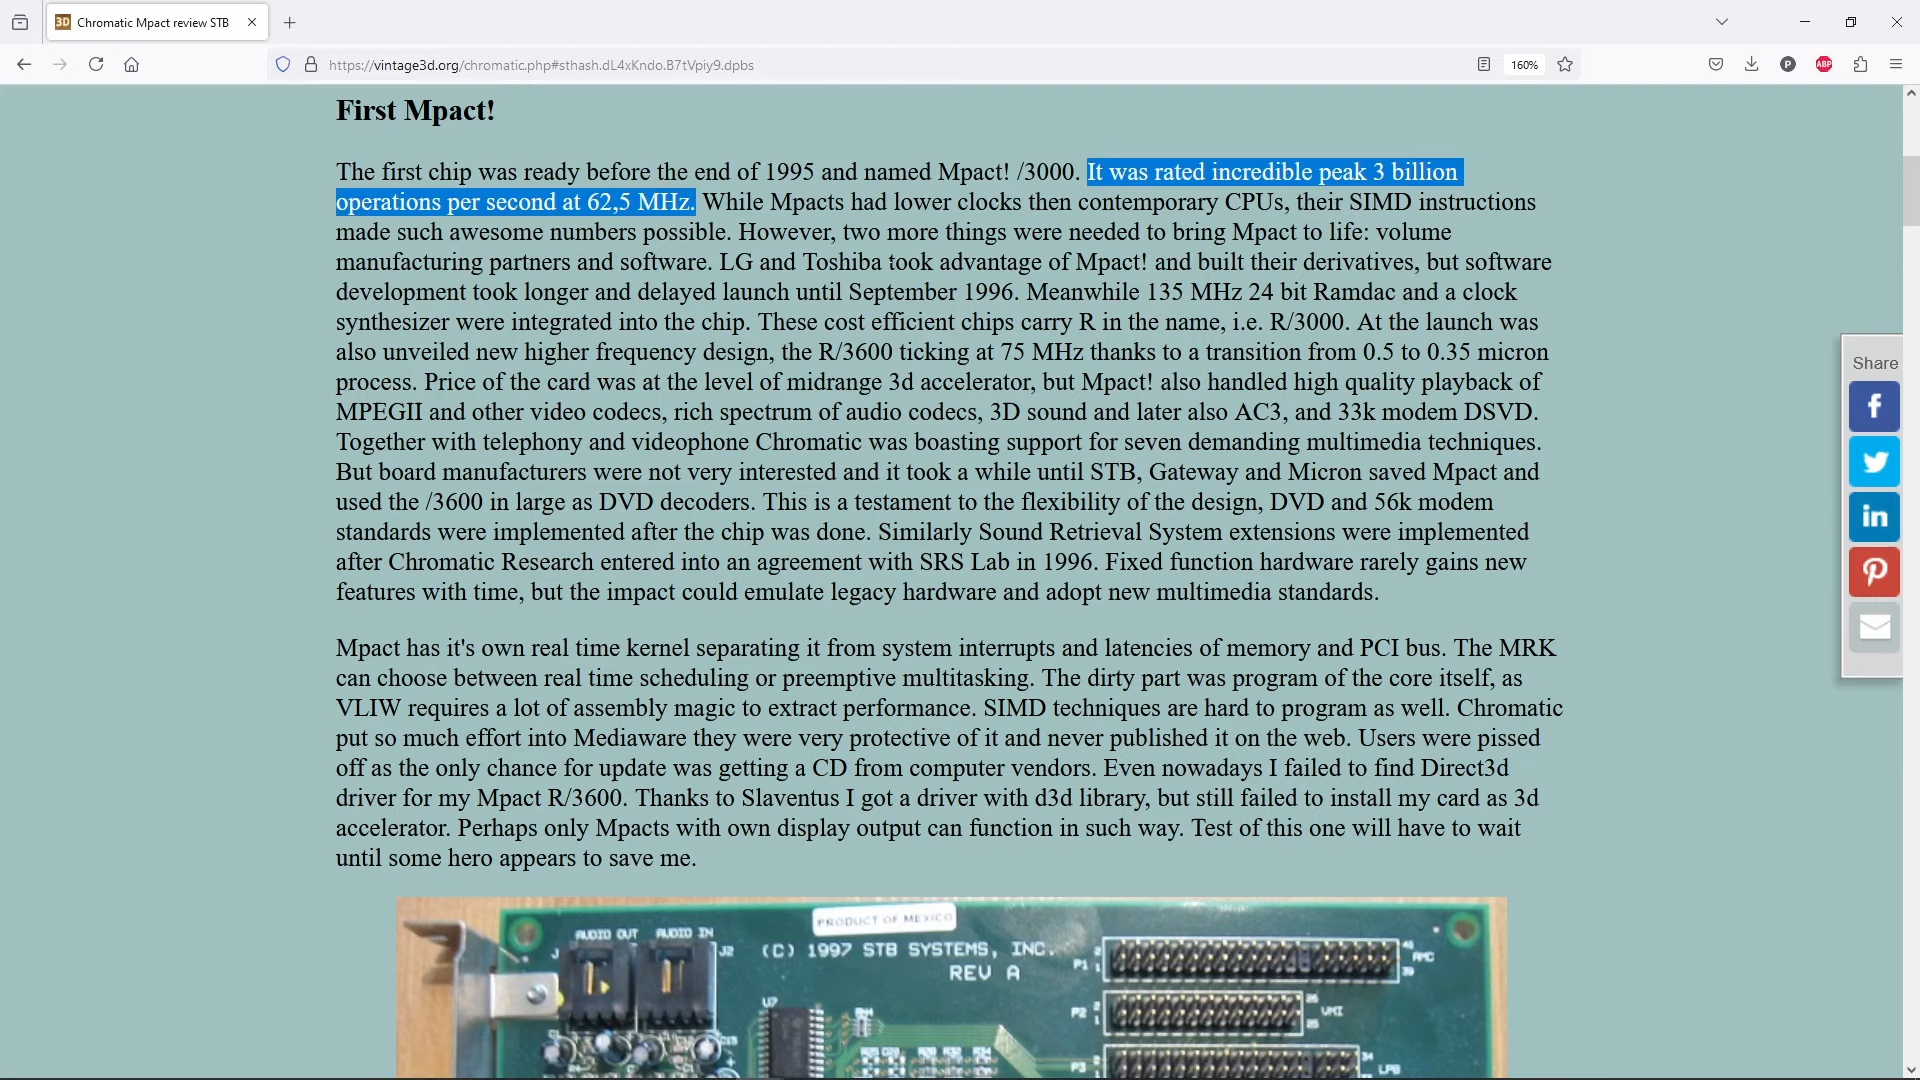 Chromatic Mpact review STB
https://vintage3d.org/chromatic.php#sthash.dL4xKndo.B7tVpiy9.dpbs
160%
P
ABP
First Mpact!
The first chip was ready before the end of 1995 and named Mpact! /3000. It was rated incredible peak 3 billion
operations per second at 62,5 MHz. While Mpacts had lower clocks then contemporary CPUs, their SIMD instructions
made such awesome numbers possible. However, two more things were needed to bring Mpact to life: volume
manufacturing partners and software. LG and Toshiba took advantage of Mpact! and built their derivatives, but software
development took longer and delayed launch until September 1996. Meanwhile 135 MHz 24 bit Ramdac and a clock
synthesizer were integrated into the chip. These cost efficient chips carry R in the name, i.e. R/3000. At the launch was
also unveiled new higher frequency design, the R/3600 ticking at 75 MHz thanks to a transition from 0.5 to 0.35 micron
process. Price of the card was at the level of midrange 3d accelerator, but Mpact! also handled high quality playback of
MPEGII and other video codecs, rich spectrum of audio codecs, 3D sound and later also AC3, and 33k modem DSVD.
Together with telephony and videophone Chromatic was boasting support for seven demanding multimedia techniques.
But board manufacturers were not very interested and it took a while until STB, Gateway and Micron saved Mpact and
used the /3600 in large as DVD decoders. This is a testament to the flexibility of the design, DVD and 56k modem
standards were implemented after the chip was done. Similarly Sound Retrieval System extensions were implemented
after Chromatic Research entered into an agreement with SRS Lab in 1996. Fixed function hardware rarely gains new
features with time, but the impact could emulate legacy hardware and adopt new multimedia standards.
Mpact has it's own real time kernel separating it from system interrupts and latencies of memory and PCI bus. The MRK
can choose between real time scheduling or preemptive multitasking. The dirty part was program of the core itself, as
VLIW requires a lot of assembly magic to extract performance. SIMD techniques are hard to program as well. Chromatic
put so much effort into Mediaware they were very protective of it and never published it on the web. Users were pissed
off as the only chance for update was getting a CD from computer vendors. Even nowadays I failed to find Direct3d
driver for my Mpact R/3600. Thanks to Slaventus I got a driver with d3d library, but still failed to install my card as 3d
accelerator. Perhaps only Mpacts with own display output can function in such way. Test of this one will have to wait
until some hero appears to save me.
Share
PRODUCT OF MEXICO
AUDIO OUT AUDIO IN
J2
(C) 1997 STB SYSTEMS, INC.
REV A
P1
AMC
P2
VMI
U7
P3
LPB